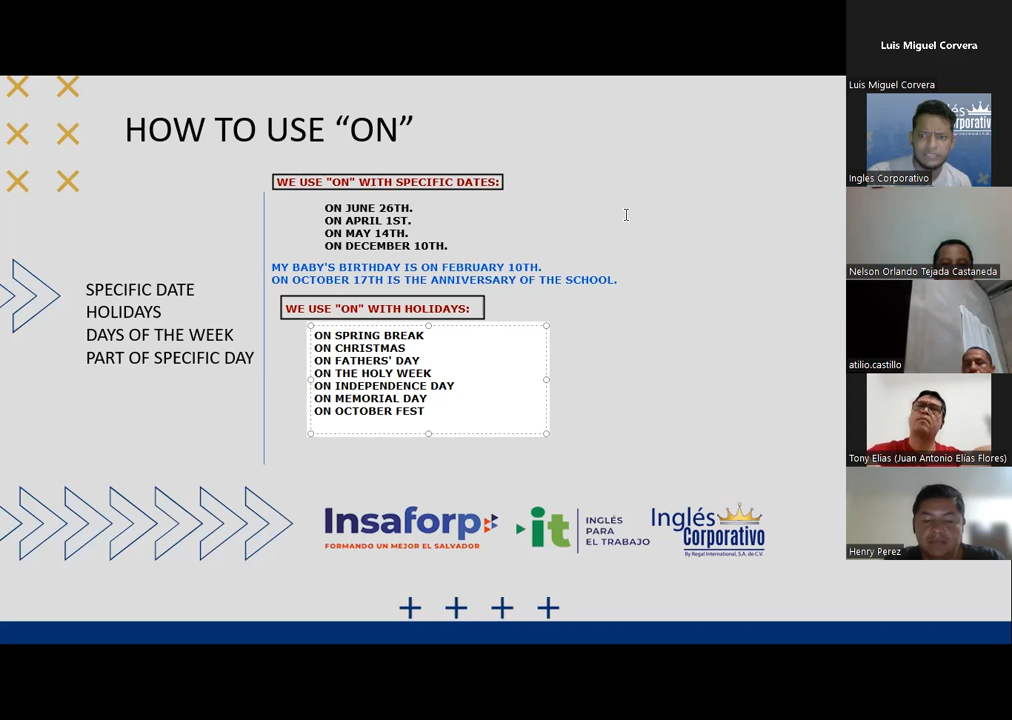 HOW TO USE “ON”
WE USE "ON" WITH SPECIFIC DATES:
ON JUNE 26TH.
ON APRIL 1ST.
ON MAY 14TH.
ON DECEMBER 10TH.
MY BABY'S BIRTHDAY IS ON FEBRUARY 10TH.
ON OCTOBER 17TH IS THE ANNIVERSARY OF THE SCHOOL.
WE USE "ON" WITH HOLIDAYS:
ON SPRING BREAK
ON CHRISTMAS
ON FATHERS' DAY
ON THE HOLY WEEK
ON INDEPENDENCE DAY
ON MEMORIAL DAY
ON OCTOBER FEST
SPECIFIC DATE
HOLIDAYS
DAYS OF THE WEEK
PART OF SPECIFIC DAY
Insaforp
FORMANDO UN MEJOR EL SALVADOR
it
INGLÉS
PARA
EL TRABAJO
Inglés
Corporativo
By Regal International, S.A. de C.V.
Luis Miguel Corvera
Luis Miguel Corvera
Ingles Corporativo
Nelson Orlando Tejada Castaneda
atilio.castillo
Tony Elias (Juan Antonio Elías Flores)
Henry Perez